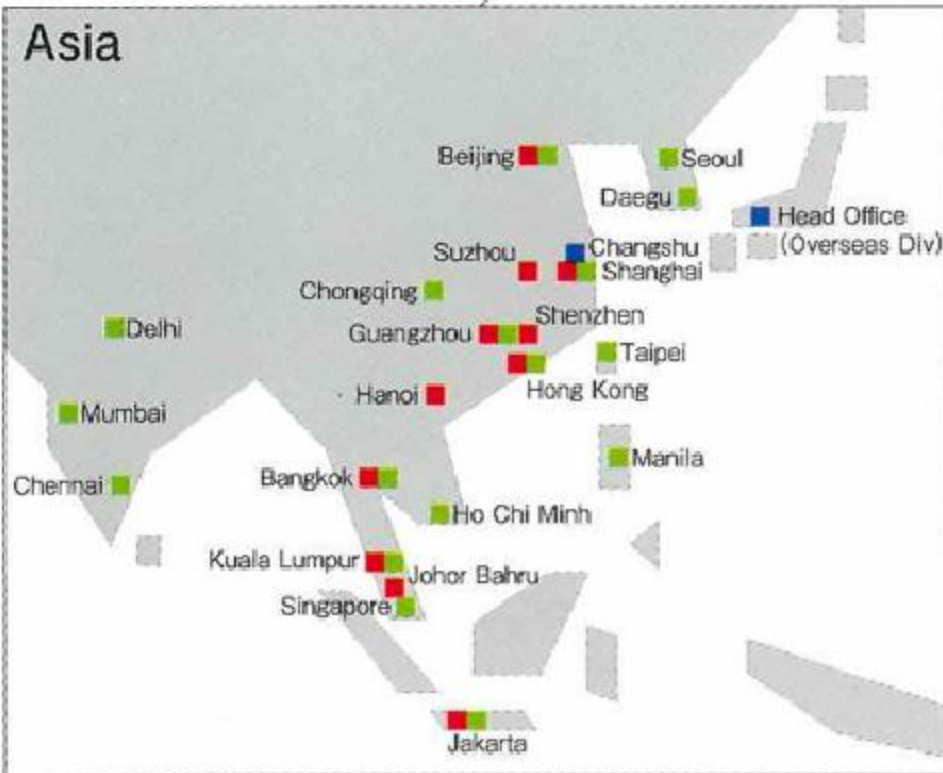 Asia
Beijing
Seoul
Daegu
Head Office
(Overseas Div)
Suzhou
Changshu
Shanghai
Chongqing
Shenzhen
Delhi
Guangzhou
Taipei
Hong Kong
Hanoi
Mumbai
Manila
Bangkok
Chennai
Ho Chi Minh
Kuala Lumpur
Johor Bahru
Singapore
Jakarta